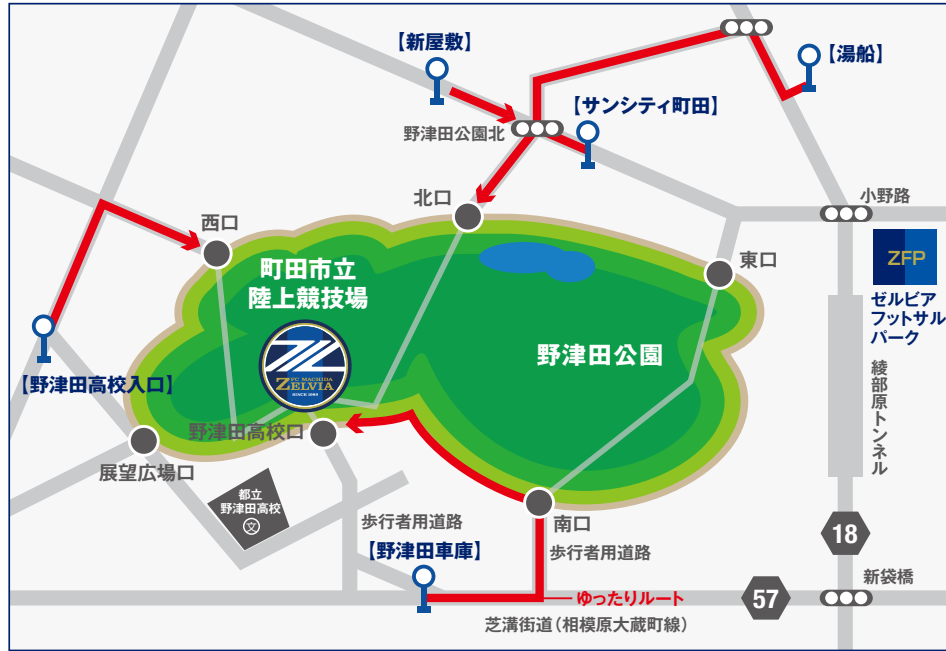 【新屋敷】
【湯船】
【サンシティ町田】
野津田公園北
北口
小野路
西口
ZFP
町田市立
陸上競技場
東口
ゼルビア
フットサル
パーク
野津田公園
FC MACHIDA
ZELVIA
SINCE 1989
【野津田高校入口】
綾部原トンネル
野津田高校口
展望広場口
都立
野津田高校
文
南口
歩行者用道路
歩行者用道路
18
【野津田車庫】
新袋橋
ゆったりルート
57
芝溝街道(相模原大蔵町線)